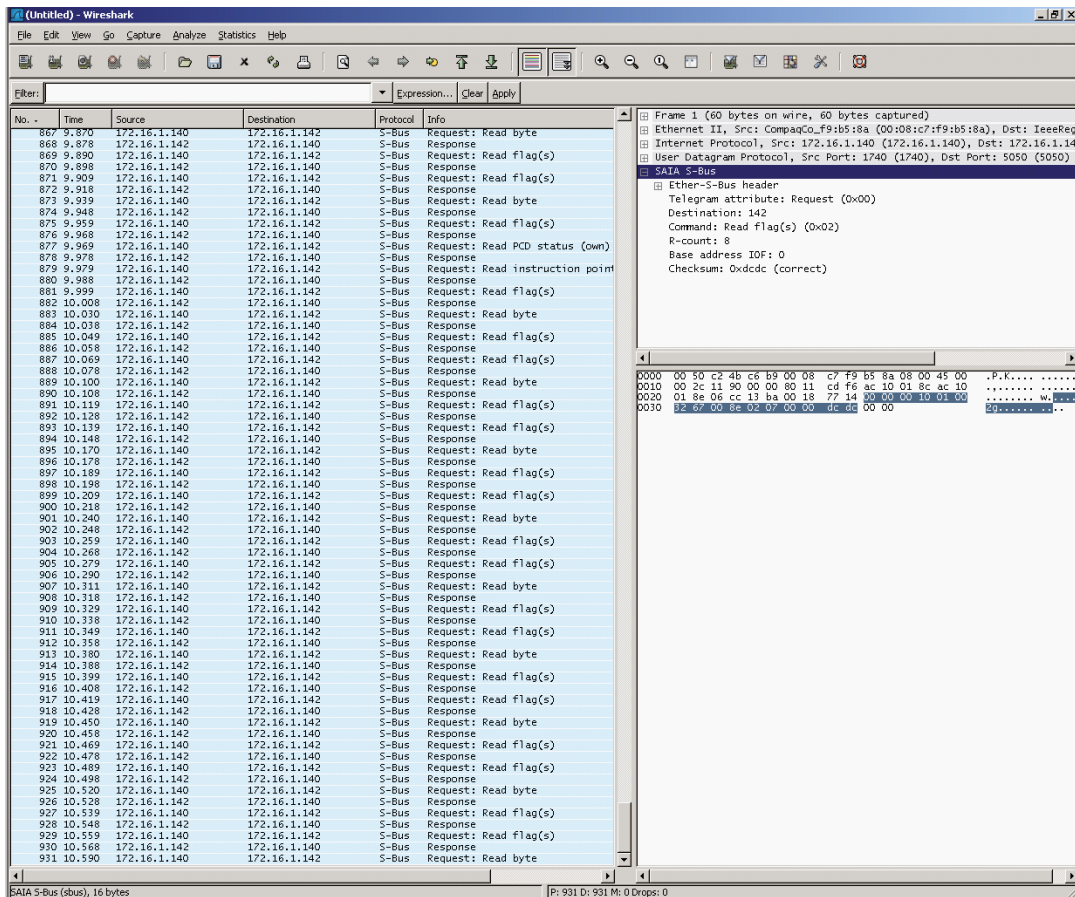 (Untitled) - Wireshark
File Edit View Go Capture Analyze Statistics Help
Filter: Expression... Clear Apply
No. - Time Source Destination Protocol Info
867 9.870 172.16.1.140 172.16.1.142 S-Bus Request: Read byte
868 9.878 172.16.1.142 172.16.1.140 S-Bus Response
869 9.890 172.16.1.140 172.16.1.142 S-Bus Request: Read flag(s)
870 9.898 172.16.1.142 172.16.1.140 S-Bus Response
871 9.909 172.16.1.140 172.16.1.142 S-Bus Request: Read flag(s)
872 9.918 172.16.1.142 172.16.1.140 S-Bus Response
873 9.939 172.16.1.140 172.16.1.142 S-Bus Request: Read byte
874 9.948 172.16.1.142 172.16.1.140 S-Bus Response
875 9.959 172.16.1.140 172.16.1.142 S-Bus Request: Read flag(s)
876 9.968 172.16.1.142 172.16.1.140 S-Bus Response
877 9.969 172.16.1.140 172.16.1.142 S-Bus Request: Read PCD status (own)
878 9.978 172.16.1.142 172.16.1.140 S-Bus Response
879 9.979 172.16.1.140 172.16.1.142 S-Bus Request: Read instruction point
880 9.988 172.16.1.142 172.16.1.140 S-Bus Response
881 9.999 172.16.1.140 172.16.1.142 S-Bus Request: Read flag(s)
882 10.008 172.16.1.142 172.16.1.140 S-Bus Response
883 10.030 172.16.1.140 172.16.1.142 S-Bus Request: Read byte
884 10.038 172.16.1.142 172.16.1.140 S-Bus Response
885 10.049 172.16.1.140 172.16.1.142 S-Bus Request: Read flag(s)
886 10.058 172.16.1.142 172.16.1.140 S-Bus Response
887 10.069 172.16.1.140 172.16.1.142 S-Bus Request: Read flag(s)
888 10.078 172.16.1.142 172.16.1.140 S-Bus Response
889 10.100 172.16.1.140 172.16.1.142 S-Bus Request: Read byte
890 10.108 172.16.1.142 172.16.1.140 S-Bus Response
891 10.119 172.16.1.140 172.16.1.142 S-Bus Request: Read flag(s)
892 10.128 172.16.1.142 172.16.1.140 S-Bus Response
893 10.139 172.16.1.140 172.16.1.142 S-Bus Request: Read flag(s)
894 10.148 172.16.1.142 172.16.1.140 S-Bus Response
895 10.170 172.16.1.140 172.16.1.142 S-Bus Request: Read byte
896 10.178 172.16.1.142 172.16.1.140 S-Bus Response
897 10.189 172.16.1.140 172.16.1.142 S-Bus Request: Read flag(s)
898 10.198 172.16.1.142 172.16.1.140 S-Bus Response
899 10.209 172.16.1.140 172.16.1.142 S-Bus Request: Read flag(s)
900 10.218 172.16.1.142 172.16.1.140 S-Bus Response
901 10.240 172.16.1.140 172.16.1.142 S-Bus Request: Read byte
902 10.248 172.16.1.142 172.16.1.140 S-Bus Response
903 10.259 172.16.1.140 172.16.1.142 S-Bus Request: Read flag(s)
904 10.268 172.16.1.142 172.16.1.140 S-Bus Response
905 10.279 172.16.1.140 172.16.1.142 S-Bus Request: Read flag(s)
906 10.290 172.16.1.142 172.16.1.140 S-Bus Response
907 10.311 172.16.1.140 172.16.1.142 S-Bus Request: Read byte
908 10.318 172.16.1.142 172.16.1.140 S-Bus Response
909 10.329 172.16.1.140 172.16.1.142 S-Bus Request: Read flag(s)
910 10.338 172.16.1.142 172.16.1.140 S-Bus Response
911 10.349 172.16.1.140 172.16.1.142 S-Bus Request: Read flag(s)
912 10.358 172.16.1.142 172.16.1.140 S-Bus Response
913 10.380 172.16.1.140 172.16.1.142 S-Bus Request: Read byte
914 10.388 172.16.1.142 172.16.1.140 S-Bus Response
915 10.399 172.16.1.140 172.16.1.142 S-Bus Request: Read flag(s)
916 10.408 172.16.1.142 172.16.1.140 S-Bus Response
917 10.419 172.16.1.140 172.16.1.142 S-Bus Request: Read flag(s)
918 10.428 172.16.1.142 172.16.1.140 S-Bus Response
919 10.450 172.16.1.140 172.16.1.142 S-Bus Request: Read byte
920 10.458 172.16.1.142 172.16.1.140 S-Bus Response
921 10.469 172.16.1.140 172.16.1.142 S-Bus Request: Read flag(s)
922 10.478 172.16.1.142 172.16.1.140 S-Bus Response
923 10.489 172.16.1.140 172.16.1.142 S-Bus Request: Read flag(s)
924 10.498 172.16.1.142 172.16.1.140 S-Bus Response
925 10.520 172.16.1.140 172.16.1.142 S-Bus Request: Read byte
926 10.528 172.16.1.142 172.16.1.140 S-Bus Response
927 10.539 172.16.1.140 172.16.1.142 S-Bus Request: Read flag(s)
928 10.548 172.16.1.142 172.16.1.140 S-Bus Response
929 10.559 172.16.1.140 172.16.1.142 S-Bus Request: Read flag(s)
930 10.568 172.16.1.142 172.16.1.140 S-Bus Response
931 10.590 172.16.1.140 172.16.1.142 S-Bus Request: Read byte
Frame 1 (60 bytes on wire, 60 bytes captured)
Ethernet II, Src: CompaqCo_f9:b5:8a (00:08:c7:f9:b5:8a), Dst: IeeeReg
Internet Protocol, Src: 172.16.1.140 (172.16.1.140), Dst: 172.16.14
User Datagram Protocol, Src Port: 1740 (1740), Dst Port: 5050 (5050)
SAIA S-Bus
Ether-S-Bus header
Telegram attribute: Request (0x00)
Destination: 142
Command: Read flag(s) (0x02)
R-count: 8
Base address IOF: 0
Checksum: 0xdcdc (correct)
0000 00 50 c2 4b c6 b9 00 08 c7 f9 b5 8a 08 00 45 00 .P.K.... ......
0010 00 2c 11 90 00 00 80 11 cd f6 ac 10 01 8c ac 10 .,...... ......
0020 01 8e 06 cc 13 ba 00 18 77 14 00 00 00 10 01 00 ........ w.....
0030 32 67 00 8e 02 07 00 00 dc dc 00 00 2g...... ....
SAIA S-Bus (sbus), 16 bytes
P: 931 D: 931 M: 0 Drops: 0